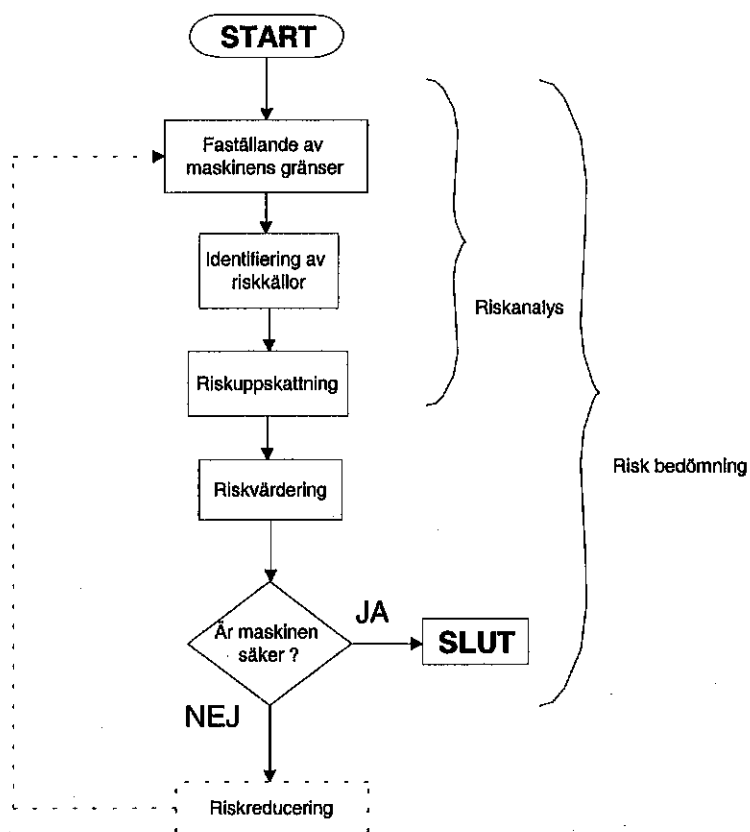 START
Faställande av
maskinens gränser
Identifiering av
riskkällor
Riskanalys
Riskuppskattning
Risk bedömning
Riskvärdering
Är maskinen
säker ?
JA
SLUT
NEJ
Riskreducering